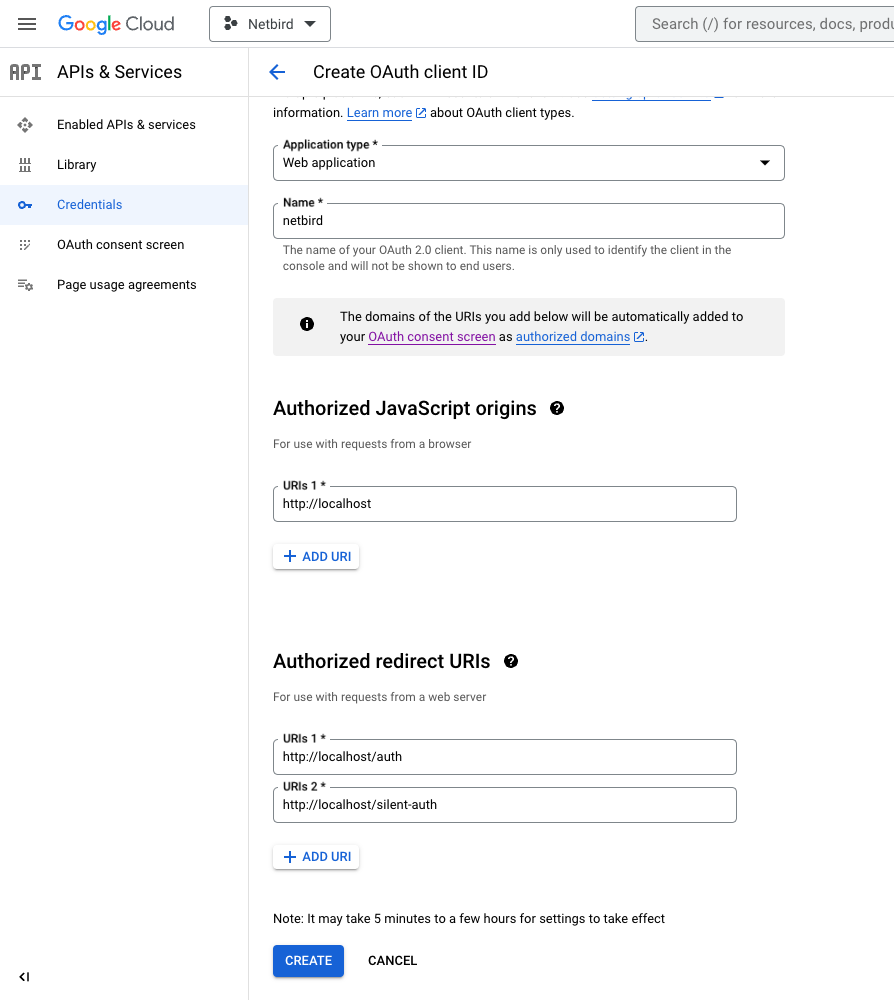 Google Cloud
Netbird
Search (/) for resources, docs, produ
API APIs & Services
Enabled APIs & services
Library
Credentials
OAuth consent screen
Page usage agreements
Create OAuth client ID
information. Learn more about OAuth client types.
Application type *
Web application
Name *
netbird
The name of your OAuth 2.0 client. This name is only used to identify the client in the
console and will not be shown to end users.
The domains of the URIs you add below will be automatically added to
your OAuth consent screen as authorized domains.
Authorized JavaScript origins
For use with requests from a browser
URIs 1 *
http://localhost
ADD URI
Authorized redirect URIs
For use with requests from a web server
URIs 1 *
http://localhost/auth
URIs 2 *
http://localhost/silent-auth
ADD URI
Note: It may take 5 minutes to a few hours for settings to take effect
CREATE
CANCEL